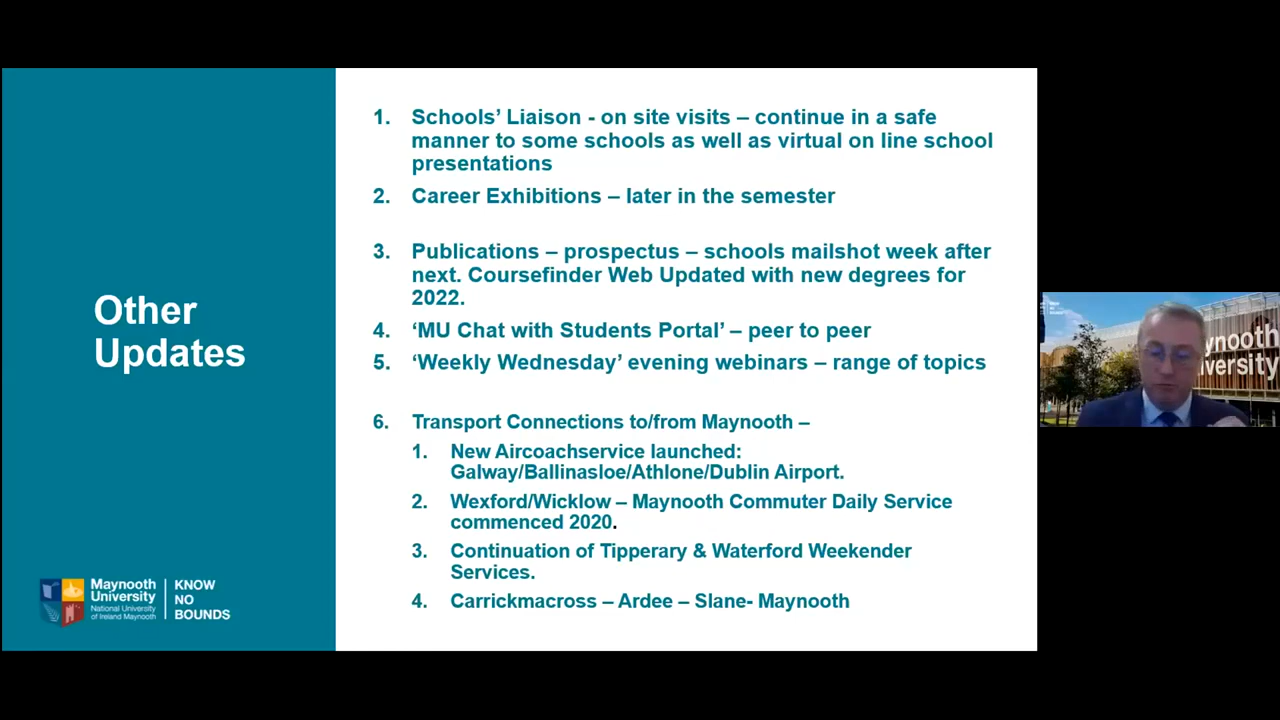 Other
Updates
1. Schools’ Liaison - on site visits – continue in a safe
manner to some schools as well as virtual on line school
presentations
2. Career Exhibitions – later in the semester
3. Publications – prospectus – schools mailshot week after
next. Coursefinder Web Updated with new degrees for
2022.
4. ‘MU Chat with Students Portal’ – peer to peer
5. ‘Weekly Wednesday’ evening webinars – range of topics
6. Transport Connections to/from Maynooth –
1. New Aircoachservice launched:
Galway/Ballinasloe/Athlone/Dublin Airport.
2. Wexford/Wicklow – Maynooth Commuter Daily Service
commenced 2020.
3. Continuation of Tipperary & Waterford Weekender
Services.
4. Carrickmacross – Ardee – Slane- Maynooth
Maynooth
University
National University
of Ireland Maynooth
KNOW
NO
BOUNDS
ynooth
versity